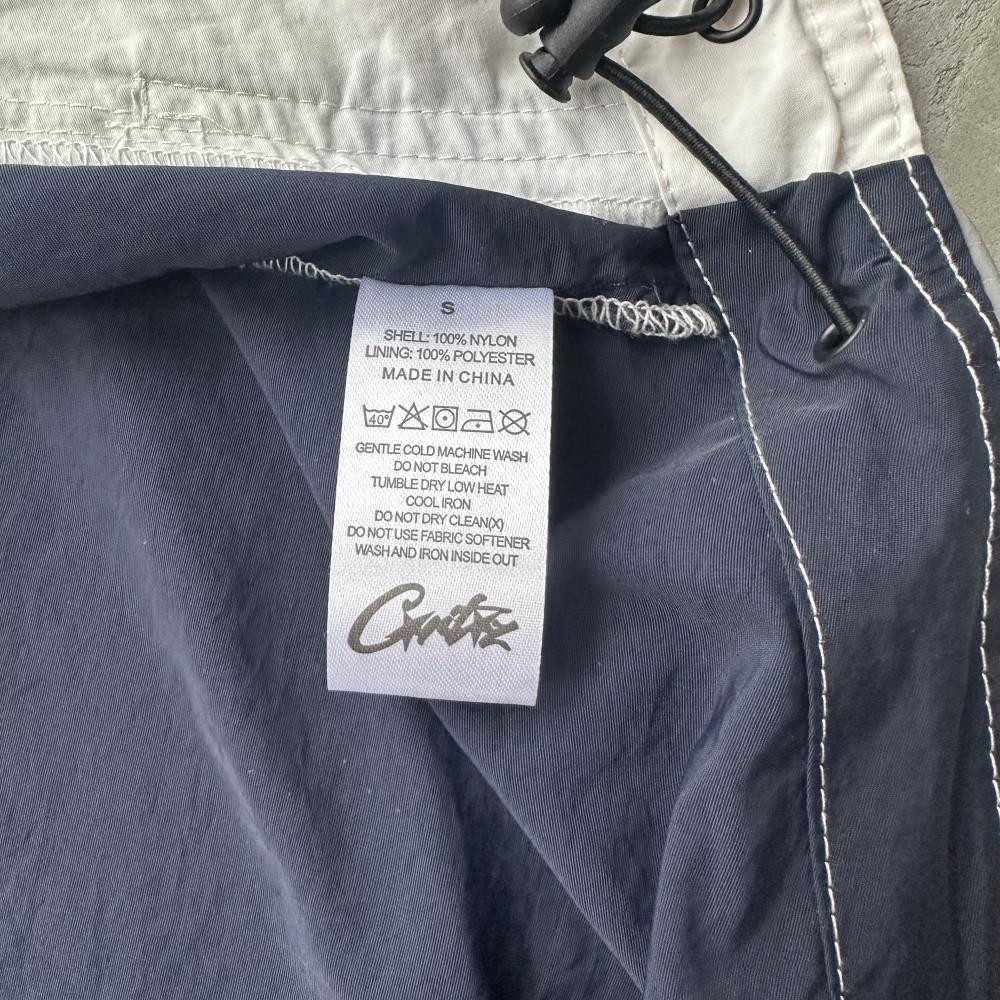 S
SHELL: 100% NYLON
LINING: 100% POLYESTER
MADE IN CHINA
40°
GENTLE COLD MACHINE WASH
DO NOT BLEACH
TUMBLE DRY LOW HEAT
COOL IRON
DO NOT DRY CLEAN(X)
DO NOT USE FABRIC SOFTENER
WASH AND IRON INSIDE OUT
Corteiz